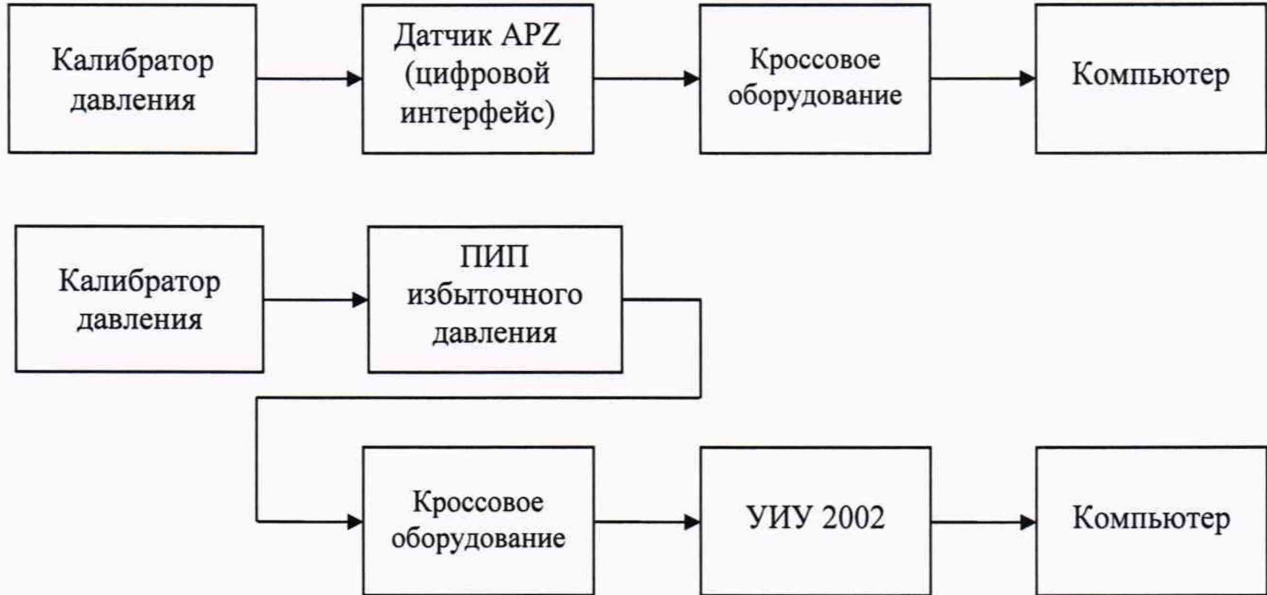 Калибратор
давления
Датчик APZ
(цифровой
интерфейс)
Кроссовое
оборудование
Компьютер
Калибратор
давления
ПИП
избыточного
давления
Кроссовое
оборудование
УИУ 2002
Компьютер